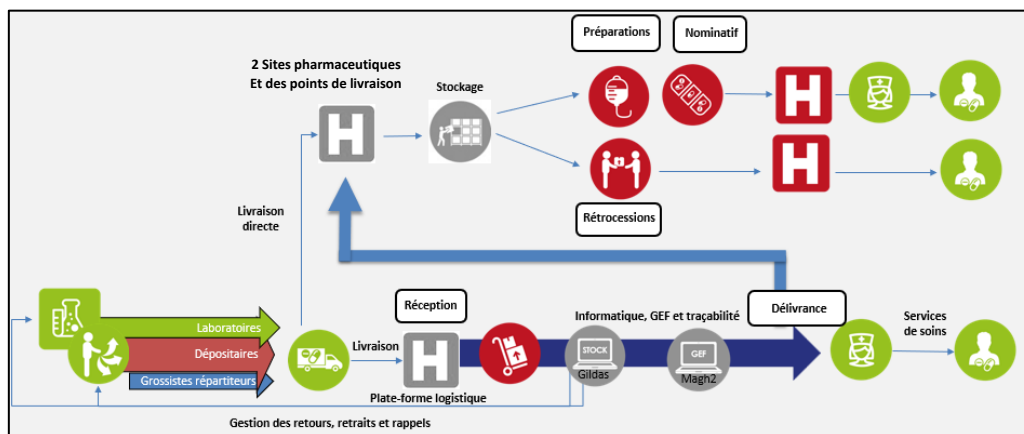 Préparations
Nominatif
2 Sites pharmaceutiques
Et des points de livraison
Stockage
H
H
H
Livraison
directe
Rétrocessions
Réception
Délivrance
Informatique, GEF et traçabilité
Services
de soins
Laboratoires
Dépositaires
Grossistes répartiteurs
Livraison
H
STOCK
Gildas
GEF
Magh2
Plate-forme logistique
Gestion des retours, retraits et rappels